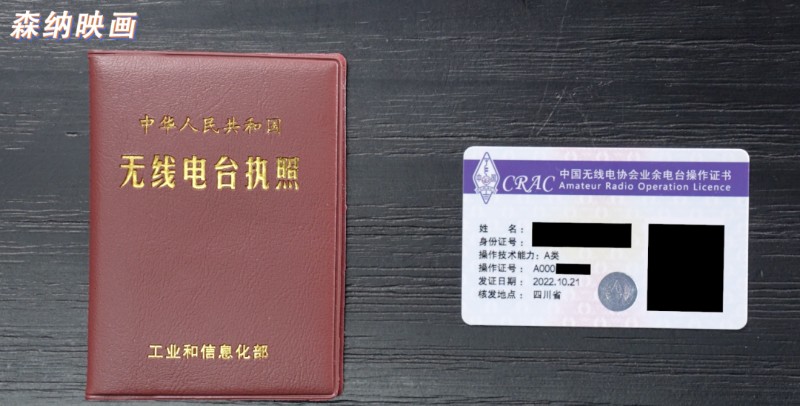 森纳映画
中华人民共和国
无线电台执照
工业和信息化部
CRAC
中国无线电协会业余电台操作证书
Amateur Radio Operation Licence
姓 名：
身份证号：
操作技术能力：A类
操作证号： A000
发证日期： 2022.10.21
核发地点： 四川省